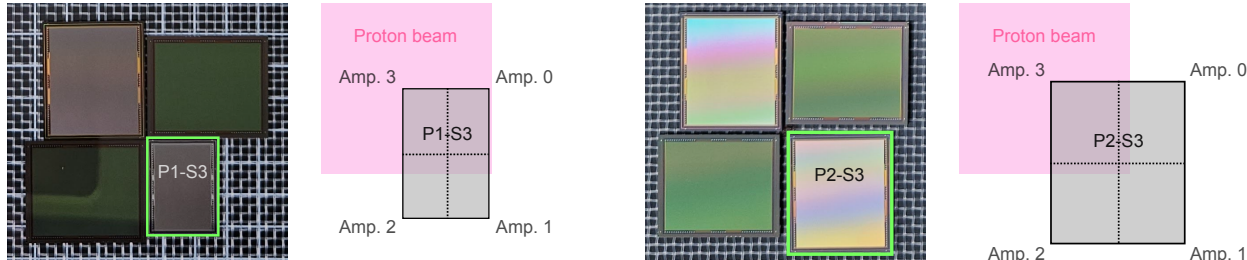 Proton beam
Amp. 3
Amp. 0
P1-S3
P1-S3
Amp. 2
Amp. 1
Proton beam
Amp. 3
Amp. 0
P2-S3
P2-S3
Amp. 2
Amp. 1